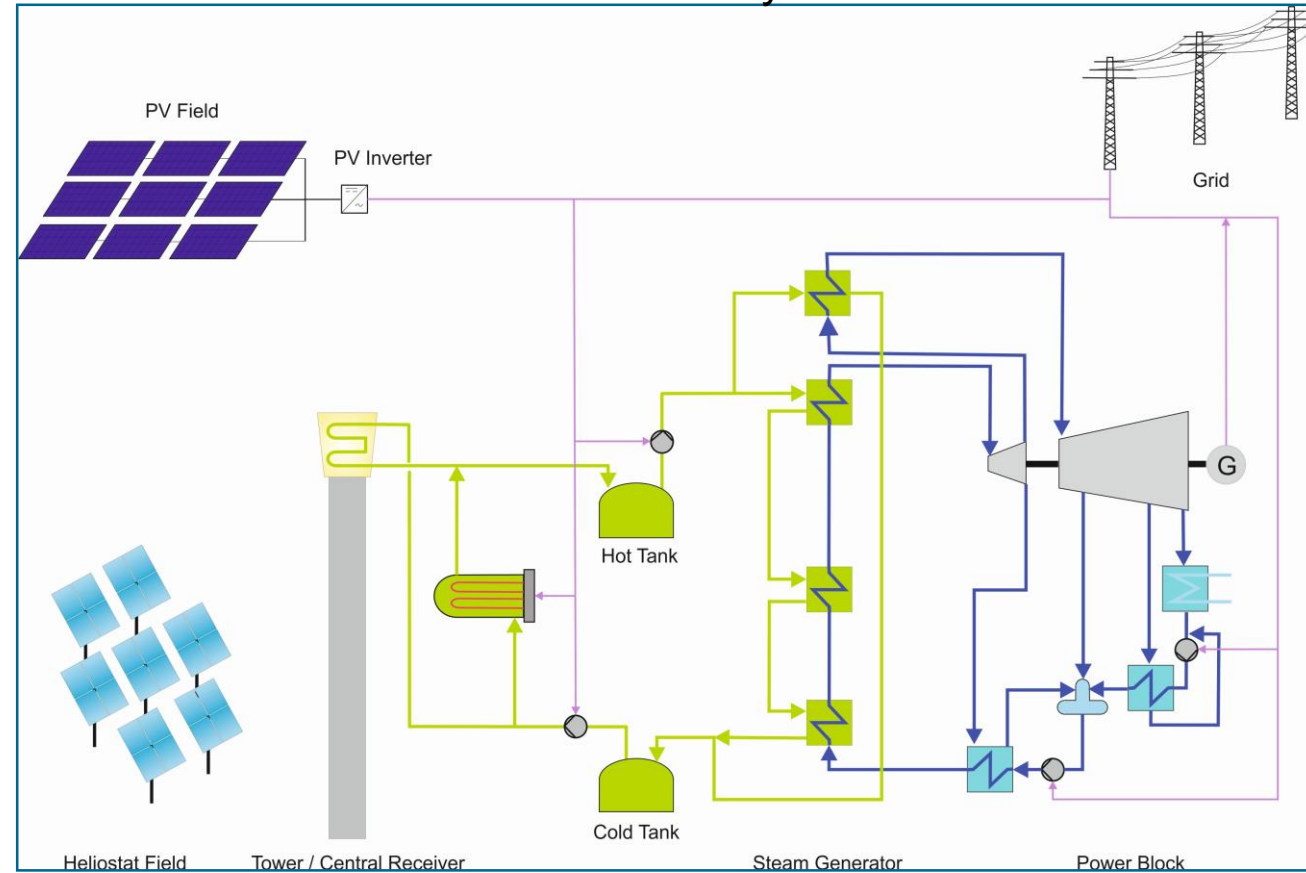 PV Field
PV Inverter
Grid
G
Hot Tank
Cold Tank
Heliostat Field
Tower / Central Receiver
Steam Generator
Power Block